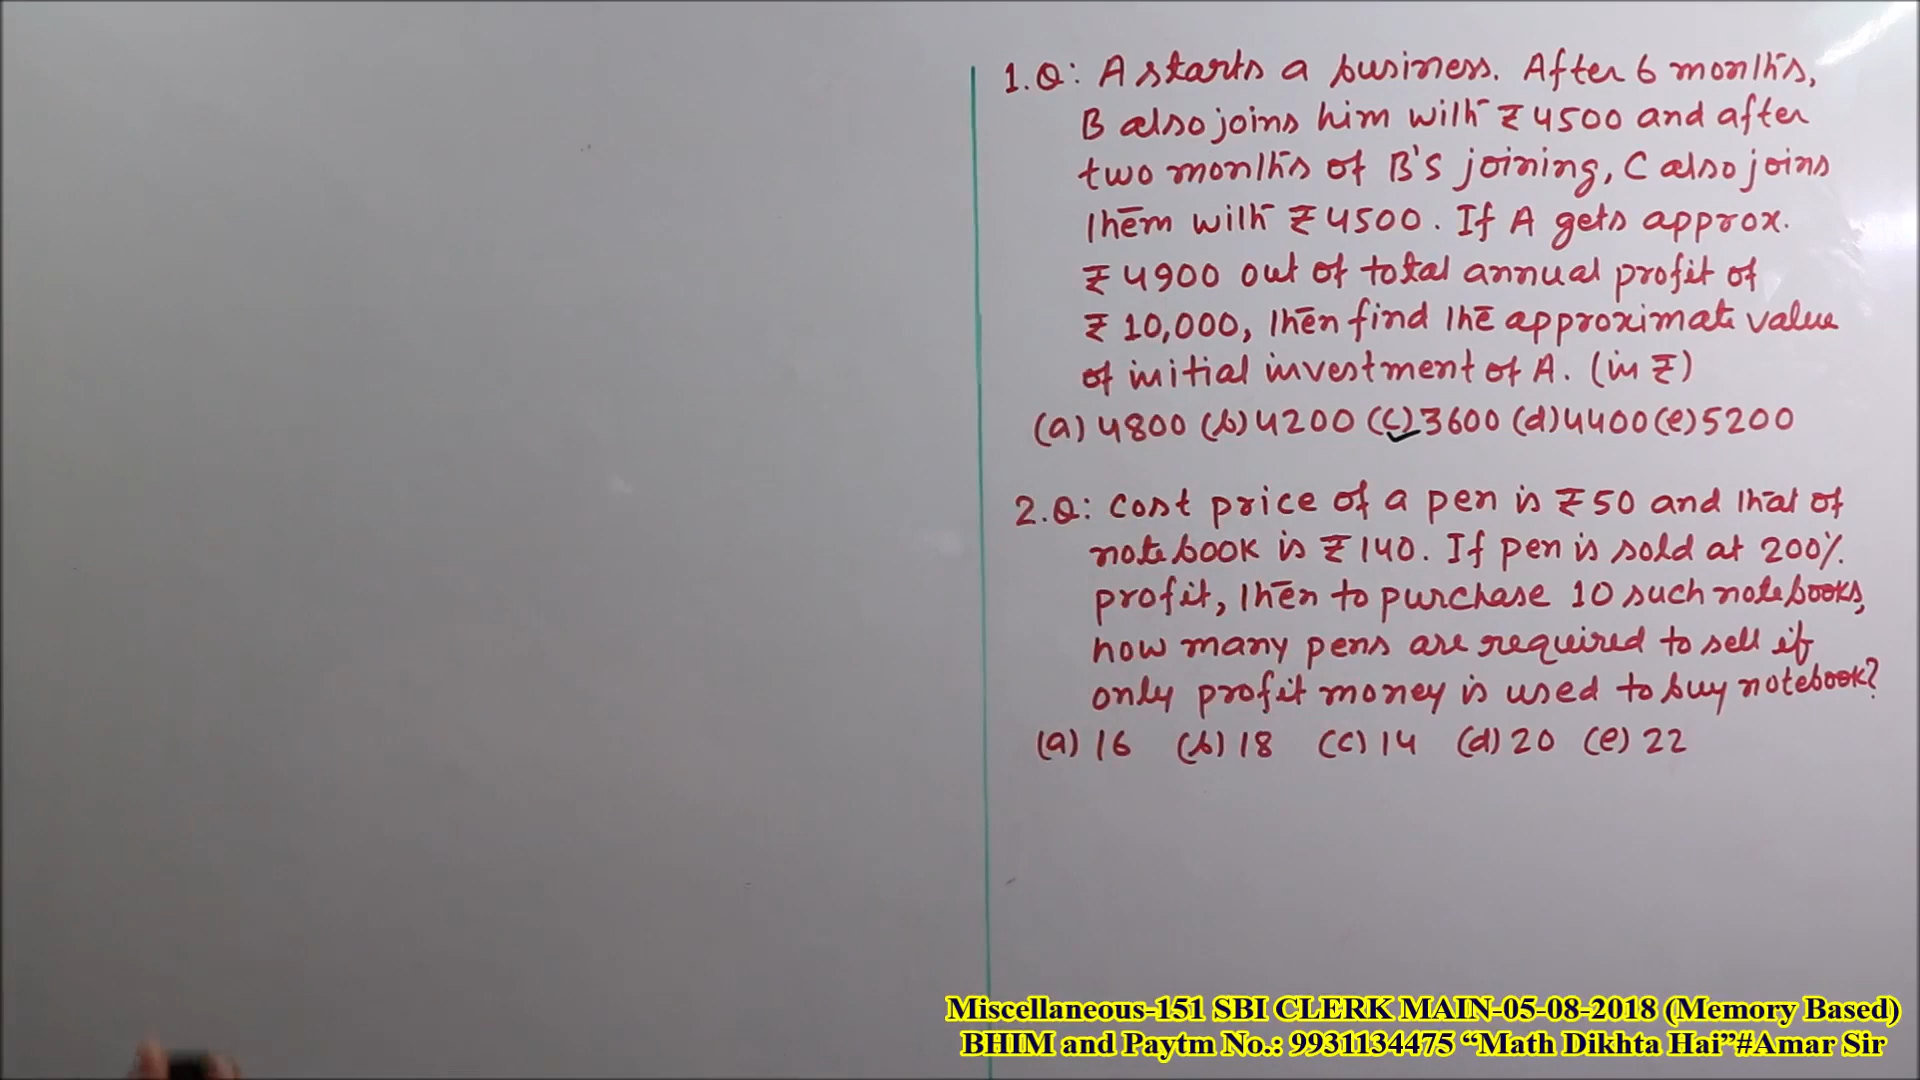 1.Q: A starts a business. After 6 months,
B also joins him with ₹ 4500 and after
two months of B's joining, C also joins
them with ₹ 4500. If A gets approx.
₹ 4900 out of total annual profit of
₹ 10,000, then find the approximate value
of initial investment of A. (in ₹)
(a) 4800 (b) 4200 (c) 3600 (d) 4400 (e) 5200
2.Q: Cost price of a pen is ₹ 50 and that of
notebook is ₹ 140. If pen is sold at 200%
profit, then to purchase 10 such notebooks,
how many pens are required to sell if
only profit money is used to buy notebook?
(a) 16 (b) 18 (c) 14 (d) 20 (e) 22
Miscellaneous-151 SBI CLERK MAIN-05-08-2018 (Memory Based)
BHIM and Paytm No.: 9931134475 “Math Dikhta Hai”#Amar Sir